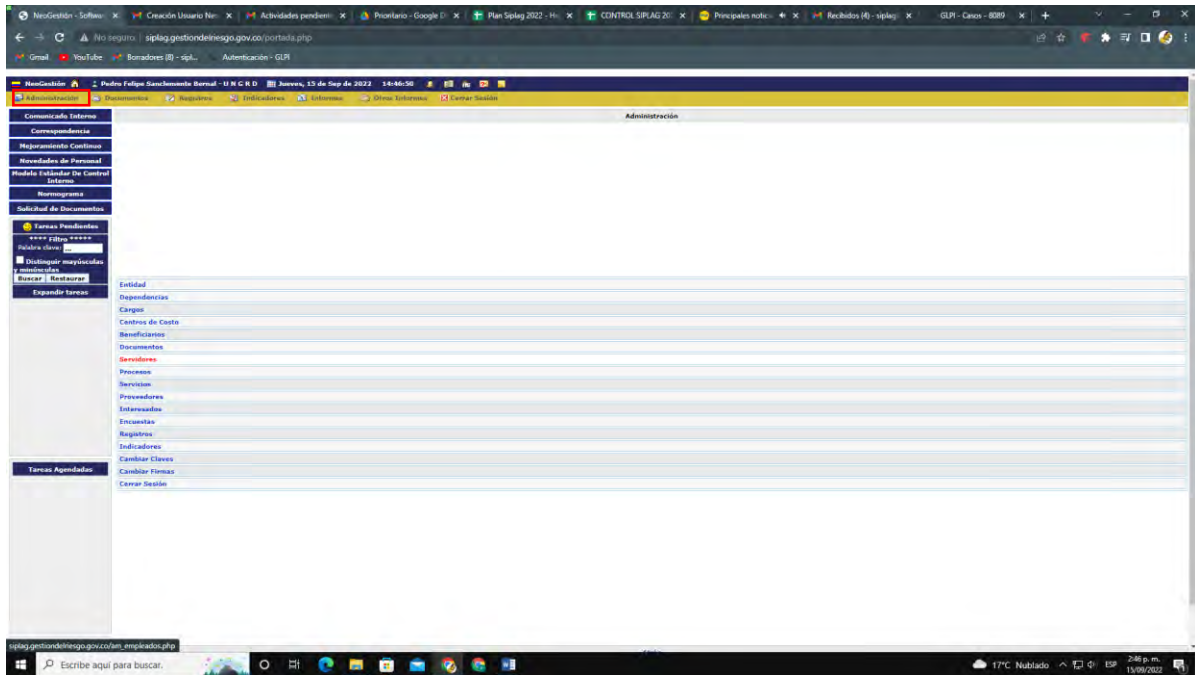 NeoGestión - Softwa
Creación Usuario Ne
Actividades pendient
Prioritario - Google D
Plan Siplag 2022 - H
CONTROL SIPLAG 20
Principales notic
Recibidos (4) - siplag
GLPI - Casos - 8089
No seguro
siplag.gestiondelriesgo.gov.co/portada.php
Gmail
YouTube
Borradores (8) - sipl...
Autenticación - GLPI
NeoGestión
Pedro Felipe Sanclemente Bernal - U N G R D
Jueves, 15 de Sep de 2022
14:46:50
Administración
Documentos
Registros
Indicadores
Informes
Otros Informes
Cerrar Sesión
Comunicado Interno
Correspondencia
Mejoramiento Continuo
Novedades de Personal
Modelo Estándar De Control
Interno
Normograma
Solicitud de Documentos
Tareas Pendientes
**** Filtro *****
Palabra clave:
Distinguir mayúsculas
y minúsculas
Buscar
Restaurar
Expandir tareas
Tareas Agendadas
Administración
Entidad
Dependencias
Cargos
Centros de Costo
Beneficiarios
Documentos
Servidores
Procesos
Servicios
Proveedores
Interesados
Encuestas
Registros
Indicadores
Cambiar Claves
Cambiar Firmas
Cerrar Sesión
siplag.gestiondelriesgo.gov.co/am_empleados.php
Escribe aquí para buscar.
17°C Nublado
ESP
2:46 p. m.
15/09/2022